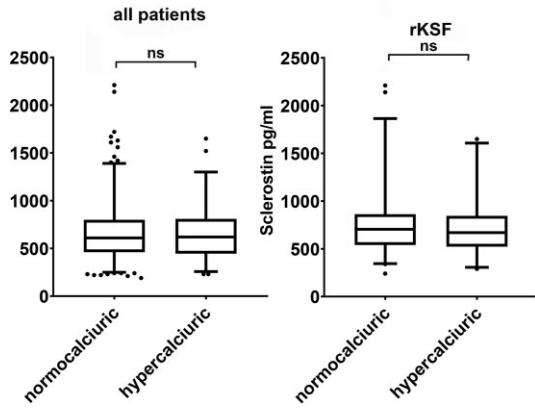 all patients
ns
2500
2000
1500
1000
500
0
normocalciuric
hypercalciuric
rKSF
ns
Sclerostin pg/ml
2500
2000
1500
1000
500
0
normocalciuric
hypercalciuric